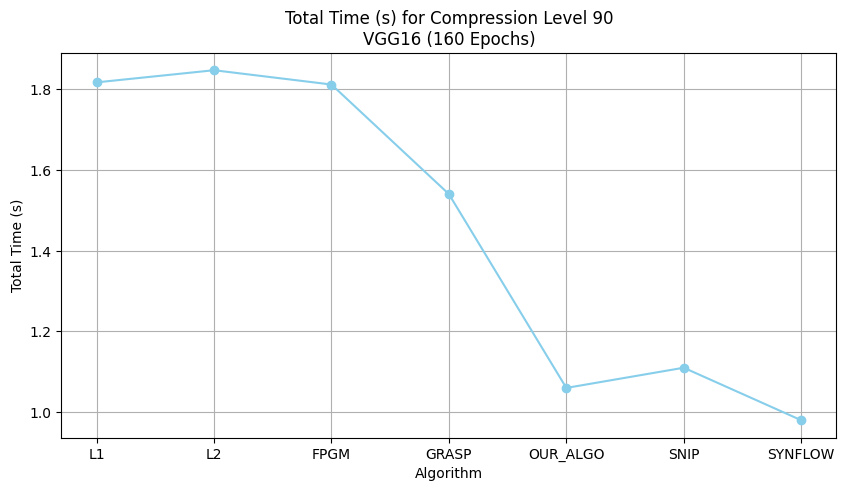 Total Time (s) for Compression Level 90
VGG16 (160 Epochs)
Total Time (s)
1.8
1.6
1.4
1.2
1.0
L1 L2 FPGM GRASP OUR_ALGO SNIP SYNFLOW
Algorithm